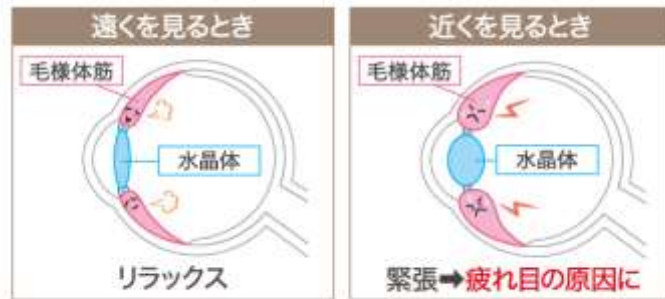 遠くを見るとき
毛様体筋
水晶体
リラックス
近くを見るとき
毛様体筋
水晶体
緊張➡疲れ目の原因に